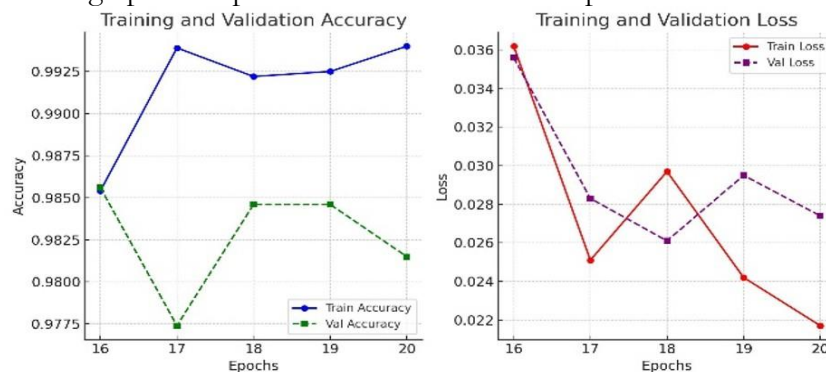 Training and Validation Accuracy
0.9925
0.9900
0.9875
0.9850
0.9825
0.9800
0.9775
Accuracy
Train Accuracy
Val Accuracy
16 17 18 19 20
Epochs
Training and Validation Loss
0.036
0.034
0.032
0.030
0.028
0.026
0.024
0.022
Loss
Train Loss
Val Loss
16 17 18 19 20
Epochs